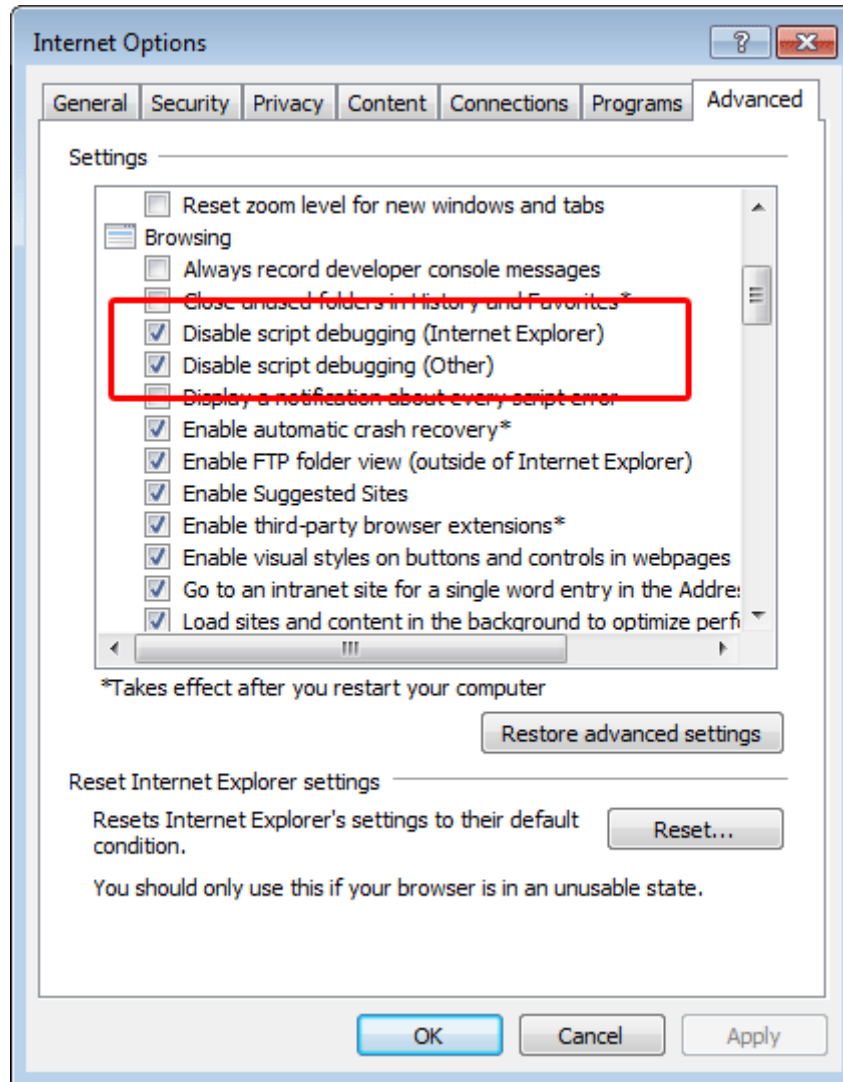 Internet Options
General Security Privacy Content Connections Programs Advanced
Settings
Reset zoom level for new windows and tabs
Browsing
Always record developer console messages
Close unused folders in History and Favorites*
Disable script debugging (Internet Explorer)
Disable script debugging (Other)
Display a notification about every script error
Enable automatic crash recovery*
Enable FTP folder view (outside of Internet Explorer)
Enable Suggested Sites
Enable third-party browser extensions*
Enable visual styles on buttons and controls in webpages
Go to an intranet site for a single word entry in the Addres
Load sites and content in the background to optimize perfo
*Takes effect after you restart your computer
Restore advanced settings
Reset Internet Explorer settings
Resets Internet Explorer's settings to their default
condition.
Reset...
You should only use this if your browser is in an unusable state.
OK Cancel Apply